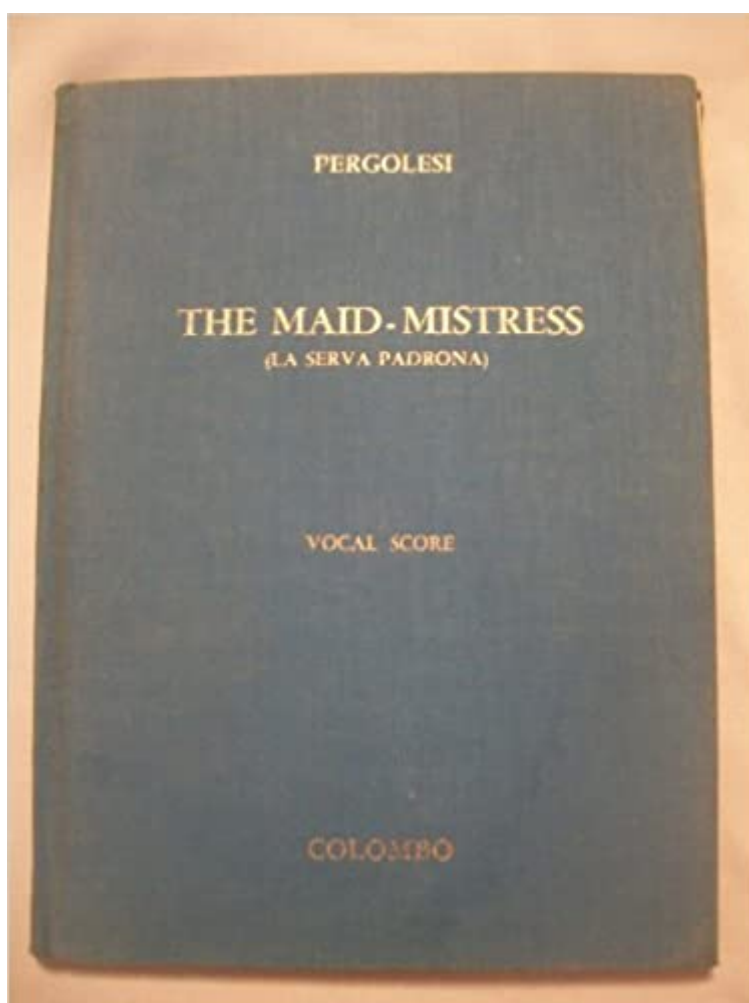 PERGOLESI
THE MAID-MISTRESS
(LA SERVA PADRONA)
VOCAL SCORE
COLOMBO